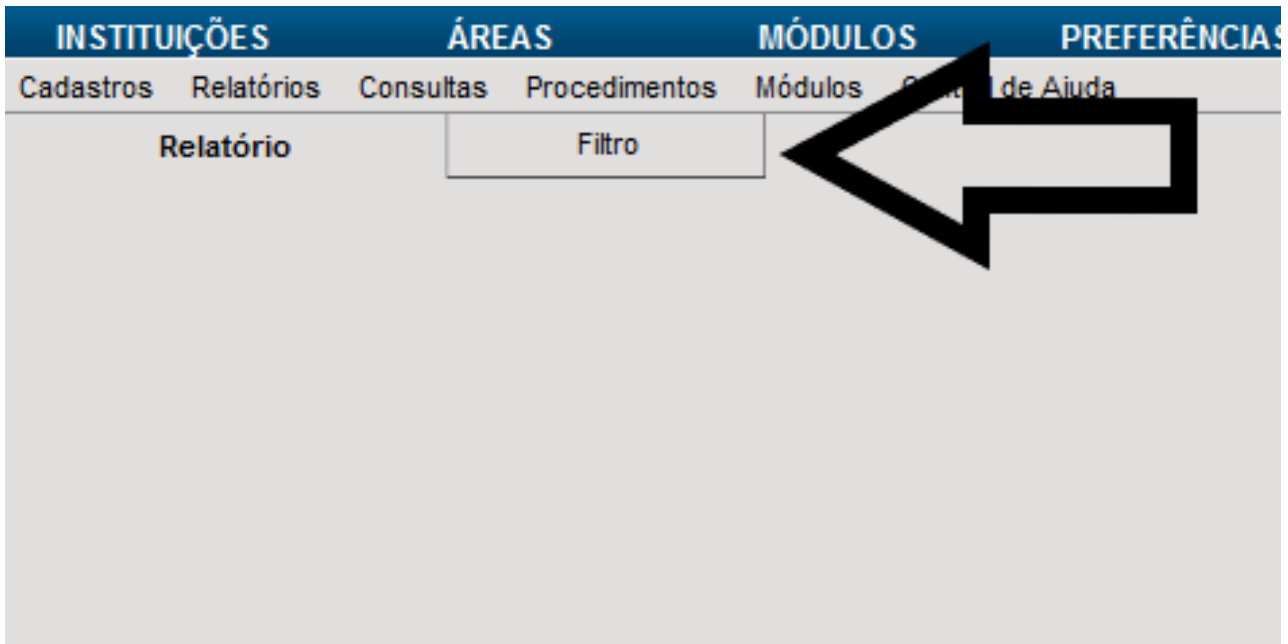 INSTITUIÇÕES ÁREAS MÓDULOS PREFERÊNCIAS
Cadastros Relatórios Consultas Procedimentos Módulos de Ajuda
Relatório Filtro